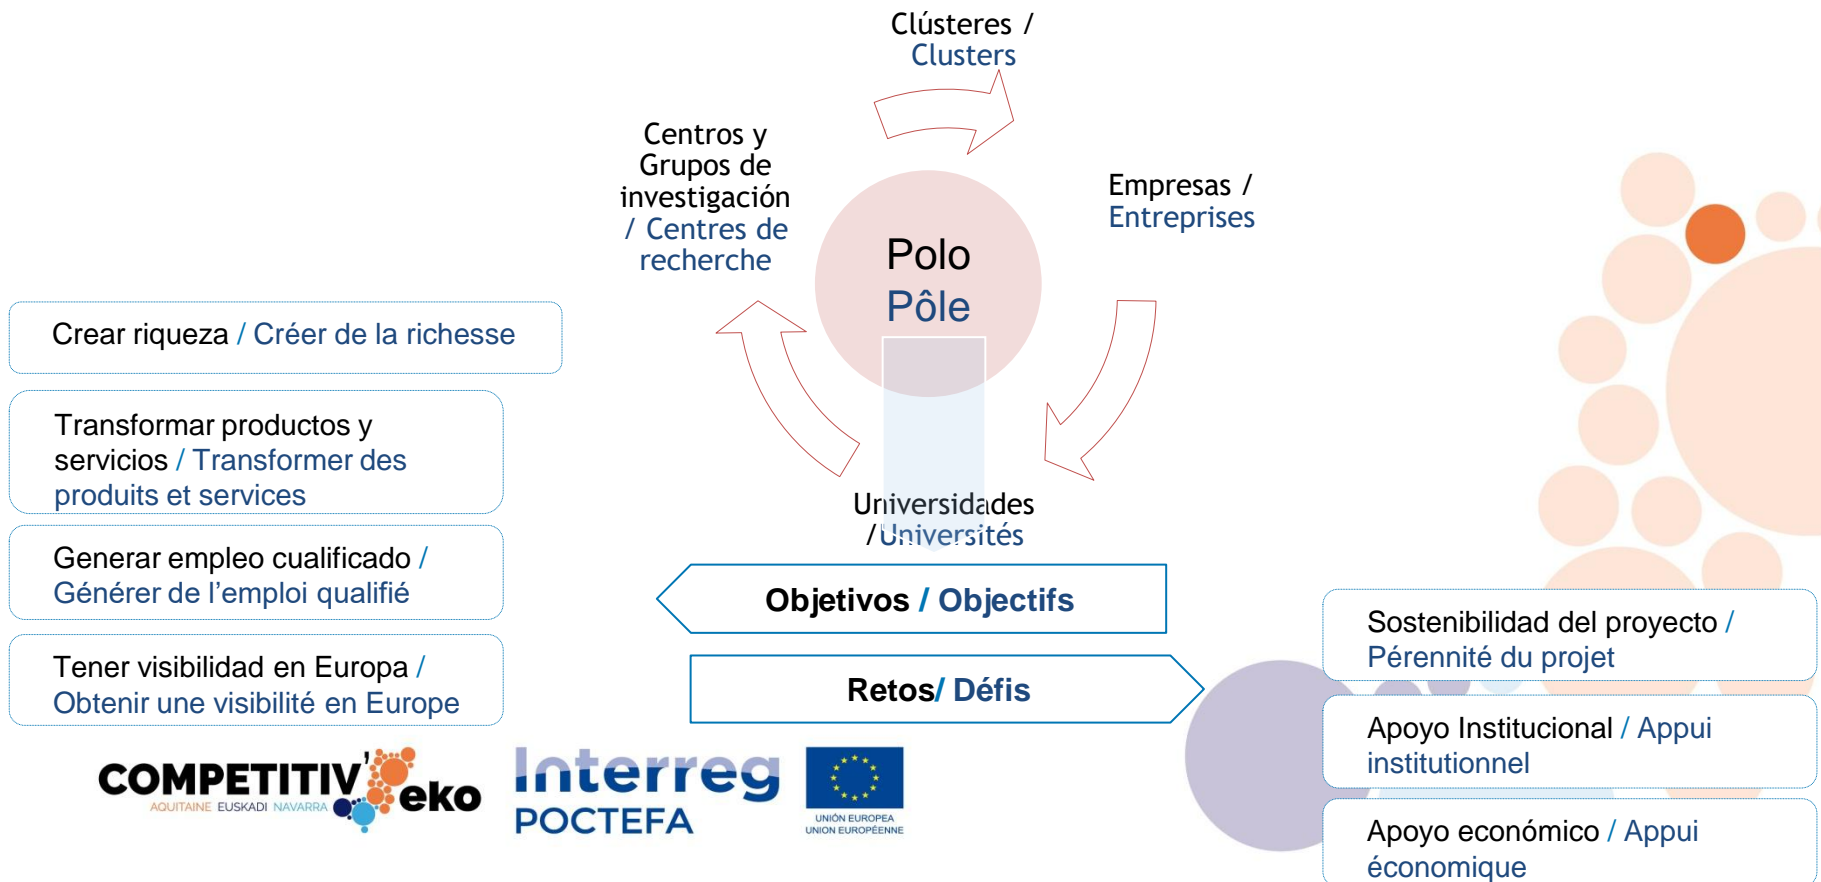 Clústeres /
Clusters
Centros y
Grupos de
investigación
/ Centres de
recherche
Empresas /
Entreprises
Polo
Pôle
Universidades
/Universités
Crear riqueza / Créer de la richesse
Transformar productos y
servicios / Transformer des
produits et services
Generar empleo cualificado /
Générer de l’emploi qualifié
Tener visibilidad en Europa /
Obtenir une visibilité en Europe
Objetivos / Objectifs
Retos/ Défis
Sostenibilidad del proyecto /
Pérennité du projet
Apoyo Institucional / Appui
institutionnel
Apoyo económico / Appui
économique
COMPETITIV'eko
AQUITAINE EUSKADI NAVARRA
Interreg
POCTEFA
UNIÓN EUROPEA
UNION EUROPÉENNE